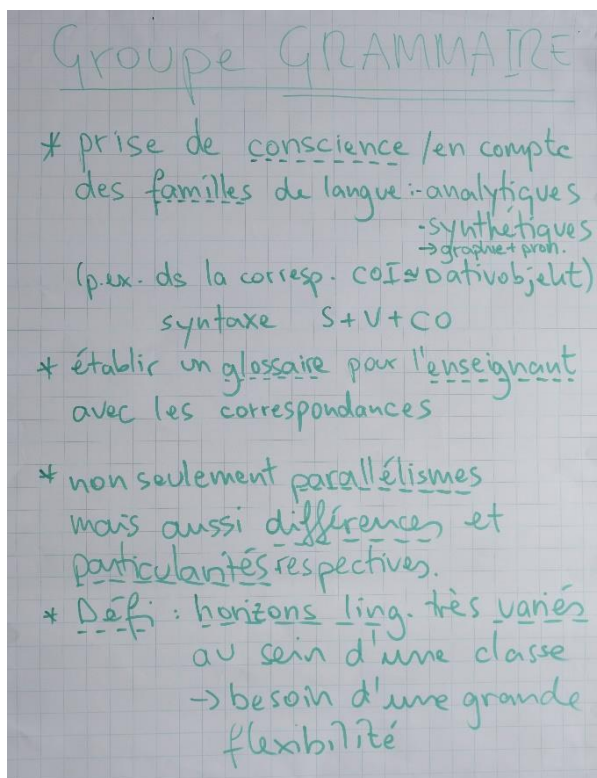 Groupe GRAMMAIRE
* prise de conscience /en compte
des familles de langue :-analytiques
-synthétiques
→graphie + pron.
(p.ex. ds la corresp. COI≈Dativobjekt)
syntaxe S+V+CO
* établir un glossaire pour l'enseignant
avec les correspondances
* non seulement parallélismes
mais aussi différences et
particularités respectives.
* Défi : horizons ling. très variés
au sein d'une classe
→ besoin d'une grande
flexibilité